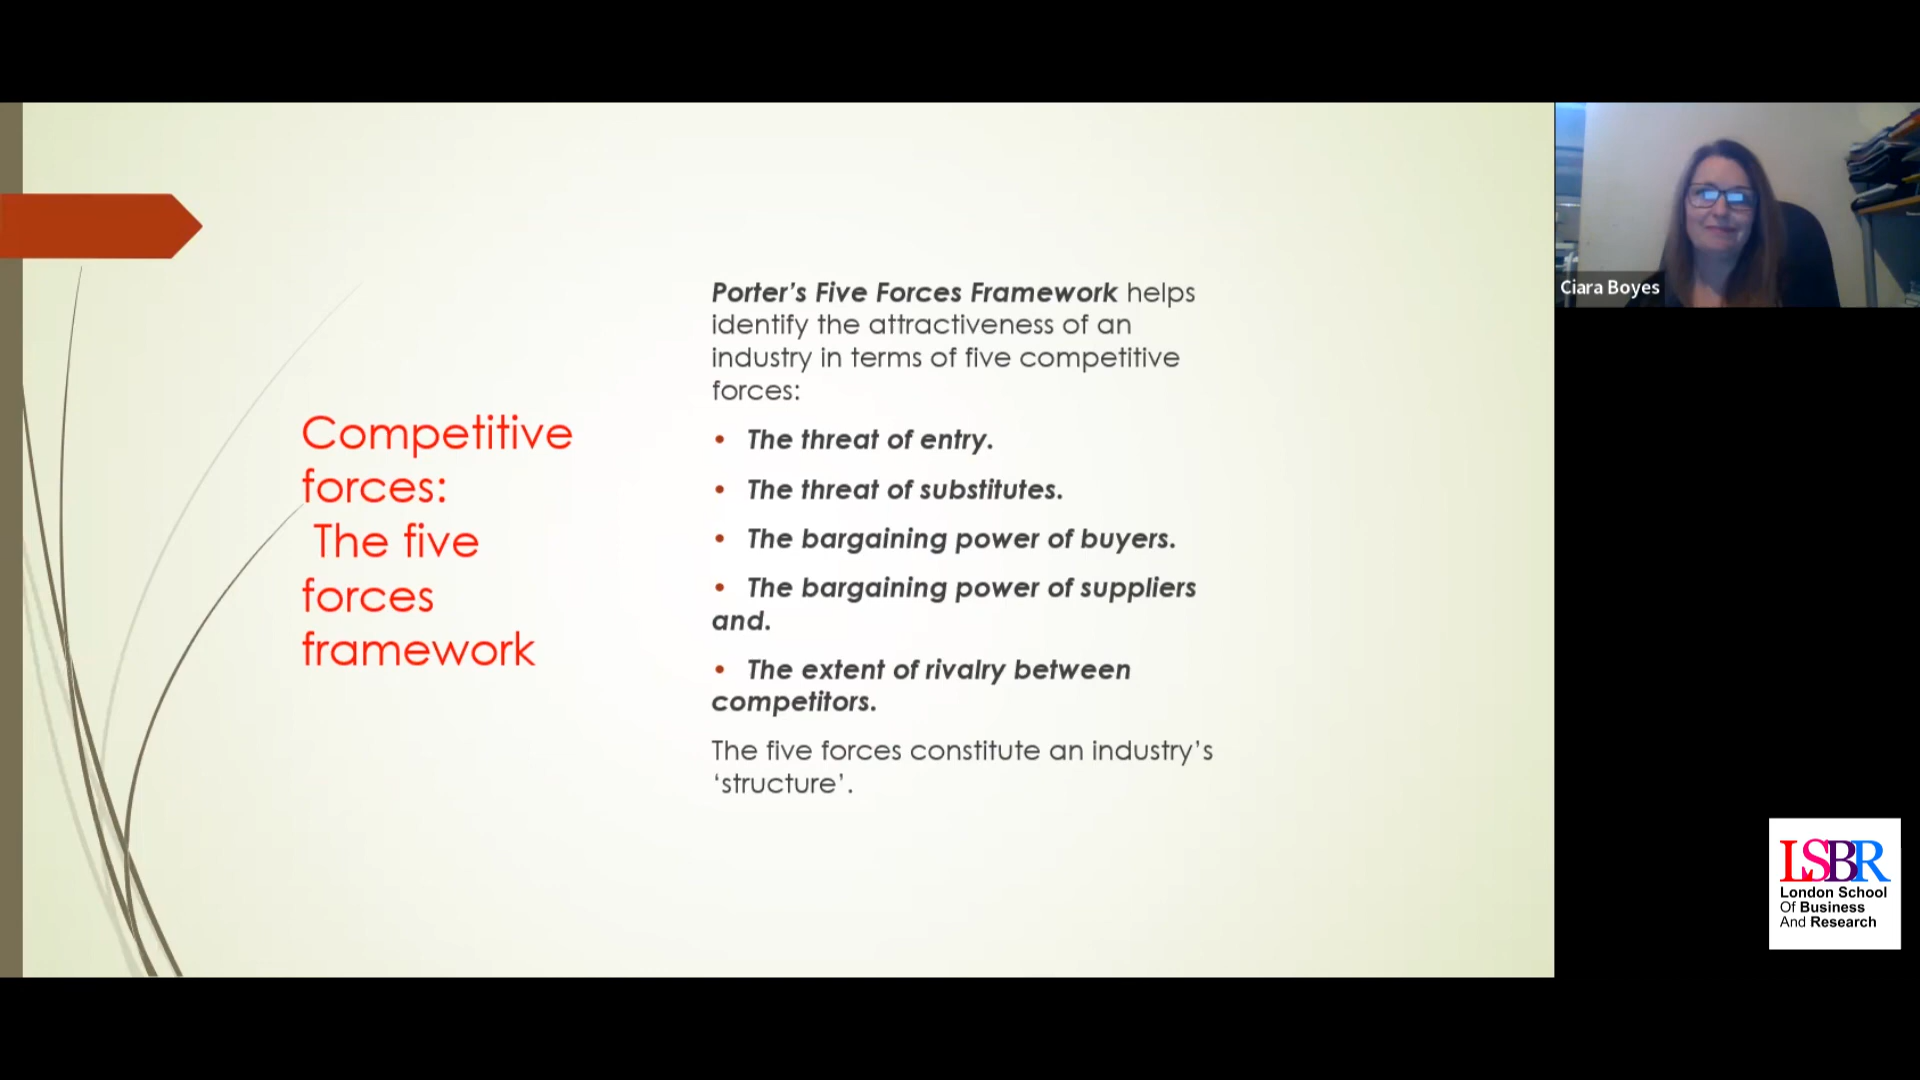 Competitive
forces:
The five
forces
framework
Porter’s Five Forces Framework helps
identify the attractiveness of an
industry in terms of five competitive
forces:
• The threat of entry.
• The threat of substitutes.
• The bargaining power of buyers.
• The bargaining power of suppliers
and.
• The extent of rivalry between
competitors.
The five forces constitute an industry’s
‘structure’.
Ciara Boyes
LSBR
London School
Of Business
And Research